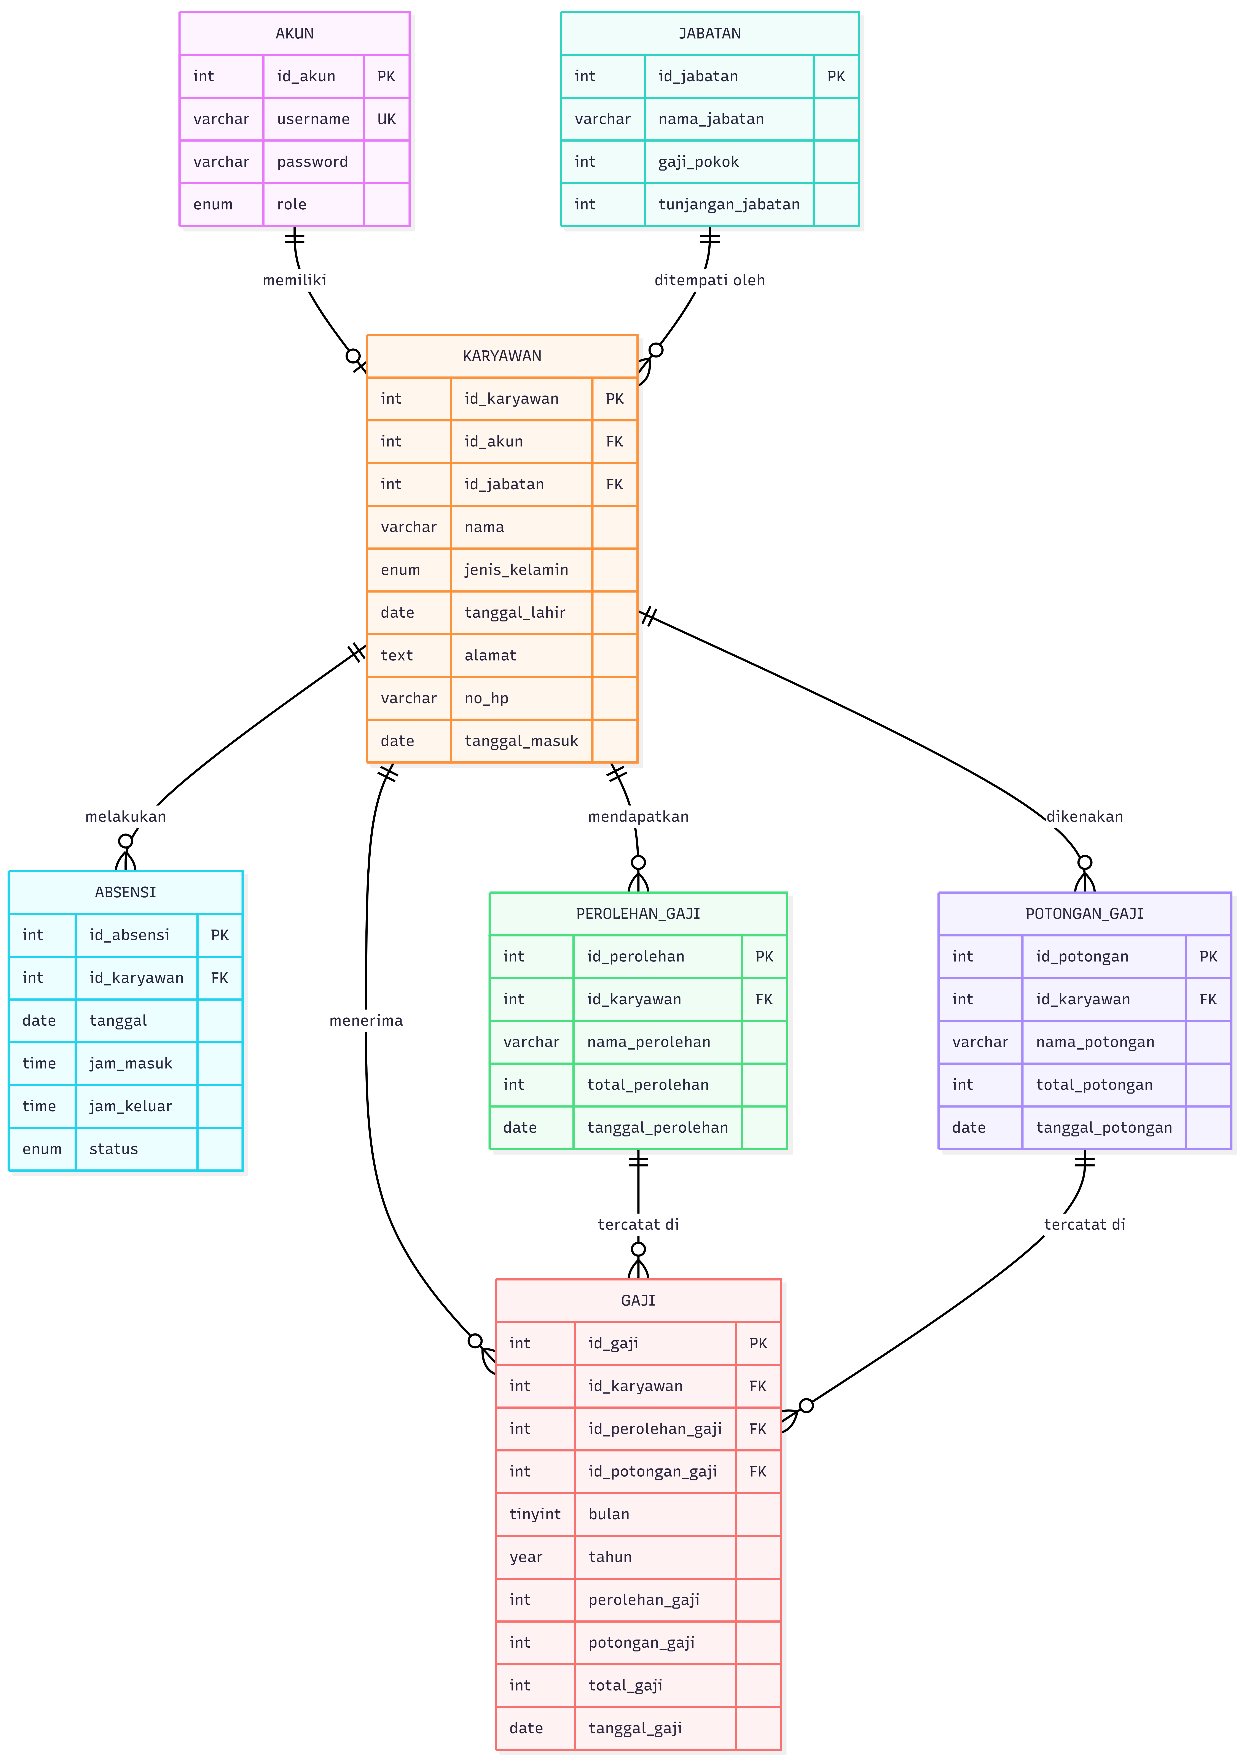 AKUN
int id_akun PK
varchar username UK
varchar password
enum role
JABATAN
int id_jabatan PK
varchar nama_jabatan
int gaji_pokok
int tunjangan_jabatan
memiliki
ditempati oleh
KARYAWAN
int id_karyawan PK
int id_akun FK
int id_jabatan FK
varchar nama
enum jenis_kelamin
date tanggal_lahir
text alamat
varchar no_hp
date tanggal_masuk
melakukan
mendapatkan
dikenakan
ABSENSI
int id_absensi PK
int id_karyawan FK
date tanggal
time jam_masuk
time jam_keluar
enum status
menerima
PEROLEHAN_GAJI
int id_perolehan PK
int id_karyawan FK
varchar nama_perolehan
int total_perolehan
date tanggal_perolehan
POTONGAN_GAJI
int id_potongan PK
int id_karyawan FK
varchar nama_potongan
int total_potongan
date tanggal_potongan
tercatat di
tercatat di
GAJI
int id_gaji PK
int id_karyawan FK
int id_perolehan_gaji FK
int id_potongan_gaji FK
tinyint bulan
year tahun
int perolehan_gaji
int potongan_gaji
int total_gaji
date tanggal_gaji